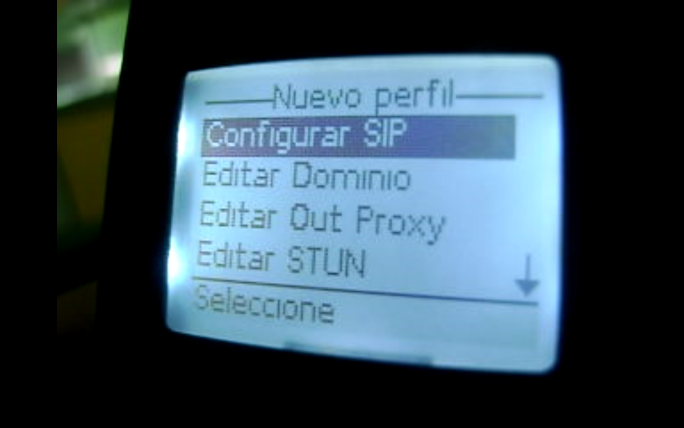 Nuevo perfil
Configurar SIP
Editar Dominio
Editar Out Proxy
Editar STUN
Seleccione